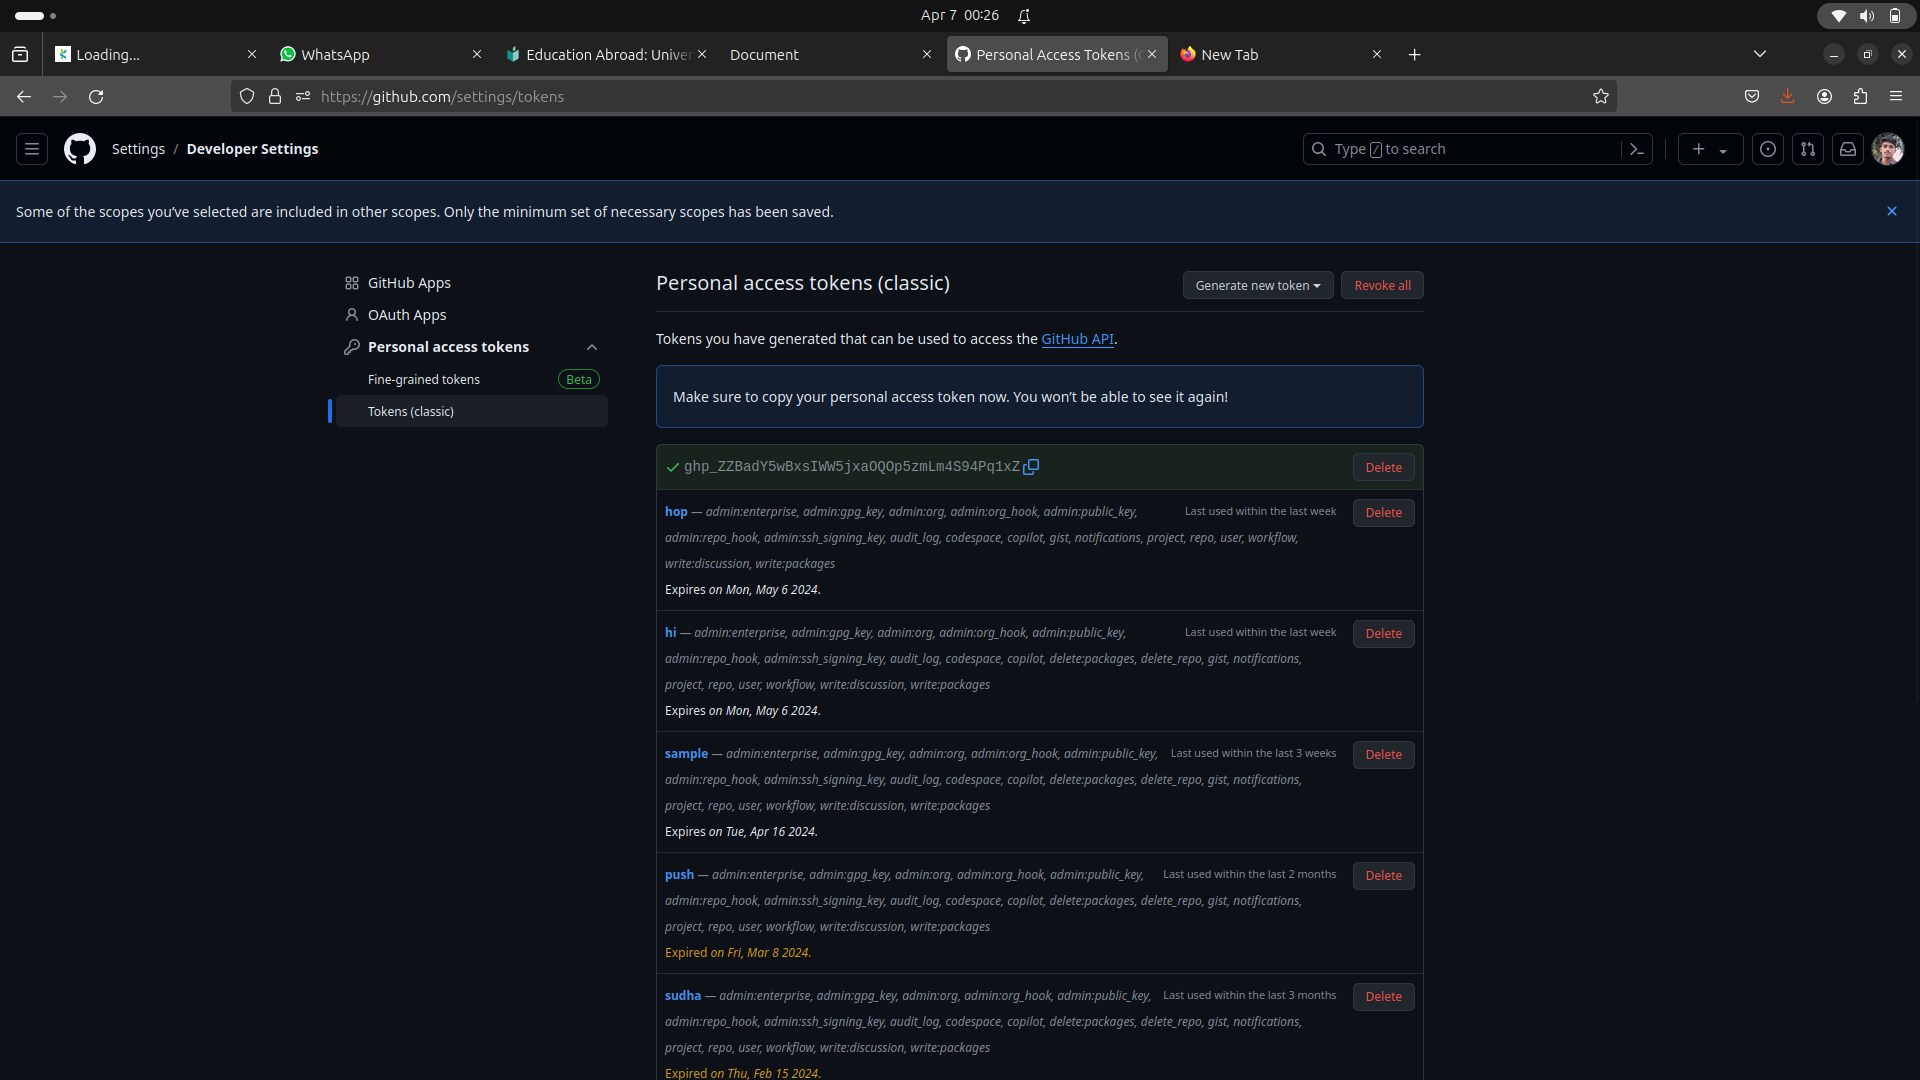 Apr 7 00:26
Loading...
WhatsApp
Education Abroad: Univer
Document
Personal Access Tokens (C
New Tab
https://github.com/settings/tokens
Settings / Developer Settings
Type / to search
Some of the scopes you’ve selected are included in other scopes. Only the minimum set of necessary scopes has been saved.
GitHub Apps
OAuth Apps
Personal access tokens
Fine-grained tokens
Beta
Tokens (classic)
Personal access tokens (classic)
Generate new token
Revoke all
Tokens you have generated that can be used to access the GitHub API.
Make sure to copy your personal access token now. You won’t be able to see it again!
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
Delete
hop — admin:enterprise, admin:gpg_key, admin:org, admin:org_hook, admin:public_key,
Last used within the last week
Delete
admin:repo_hook, admin:ssh_signing_key, audit_log, codespace, copilot, gist, notifications, project, repo, user, workflow,
write:discussion, write:packages
Expires on Mon, May 6 2024.
hi — admin:enterprise, admin:gpg_key, admin:org, admin:org_hook, admin:public_key,
Last used within the last week
Delete
admin:repo_hook, admin:ssh_signing_key, audit_log, codespace, copilot, delete:packages, delete_repo, gist, notifications,
project, repo, user, workflow, write:discussion, write:packages
Expires on Mon, May 6 2024.
sample — admin:enterprise, admin:gpg_key, admin:org, admin:org_hook, admin:public_key,
Last used within the last 3 weeks
Delete
admin:repo_hook, admin:ssh_signing_key, audit_log, codespace, copilot, delete:packages, delete_repo, gist, notifications,
project, repo, user, workflow, write:discussion, write:packages
Expires on Tue, Apr 16 2024.
push — admin:enterprise, admin:gpg_key, admin:org, admin:org_hook, admin:public_key,
Last used within the last 2 months
Delete
admin:repo_hook, admin:ssh_signing_key, audit_log, codespace, copilot, delete:packages, delete_repo, gist, notifications,
project, repo, user, workflow, write:discussion, write:packages
Expired on Fri, Mar 8 2024.
sudha — admin:enterprise, admin:gpg_key, admin:org, admin:org_hook, admin:public_key,
Last used within the last 3 months
Delete
admin:repo_hook, admin:ssh_signing_key, audit_log, codespace, copilot, delete:packages, delete_repo, gist, notifications,
project, repo, user, workflow, write:discussion, write:packages
Expired on Thu, Feb 15 2024.